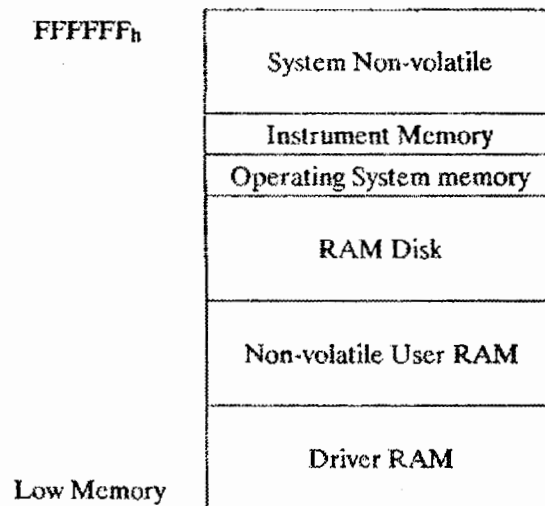 FFFFFFh
System Non-volatile
Instrument Memory
Operating System memory
RAM Disk
Non-volatile User RAM
Driver RAM
Low Memory